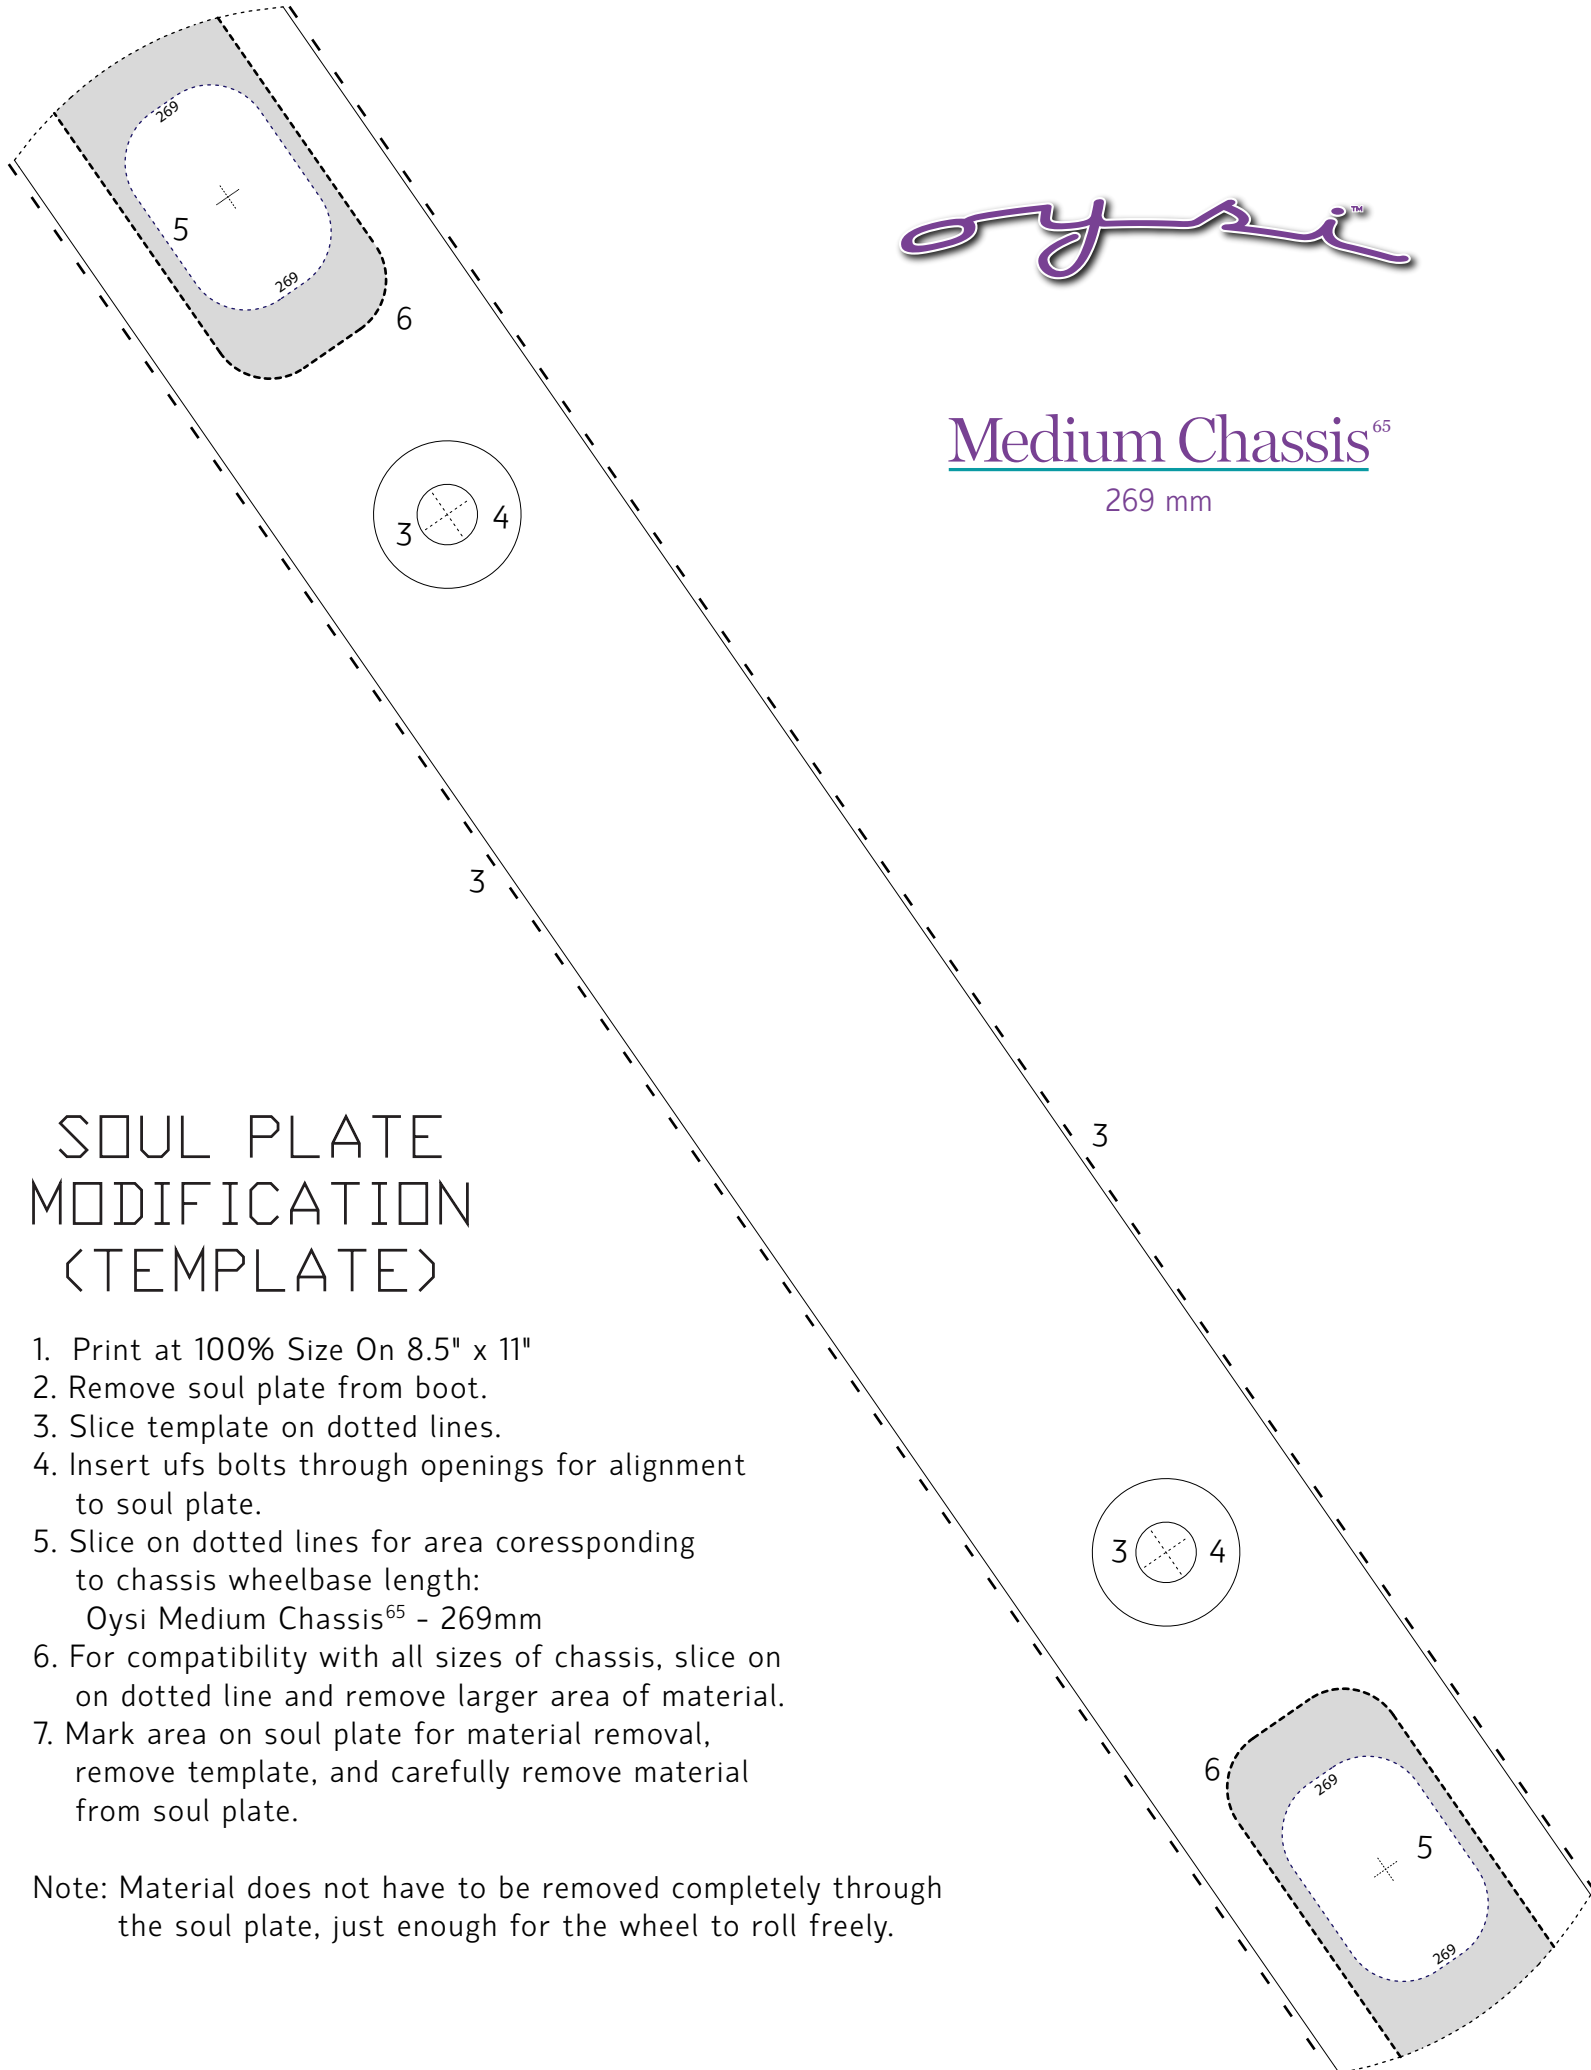 269
5
269
6
oysi™
Medium Chassis⁶⁵
269 mm
3 4
3
3
SOUL PLATE
MODIFICATION
(TEMPLATE)
1. Print at 100% Size On 8.5" x 11"
2. Remove soul plate from boot.
3. Slice template on dotted lines.
4. Insert ufs bolts through openings for alignment
to soul plate.
5. Slice on dotted lines for area coressponding
to chassis wheelbase length:
Oysi Medium Chassis⁶⁵ - 269mm
6. For compatibility with all sizes of chassis, slice on
on dotted line and remove larger area of material.
7. Mark area on soul plate for material removal,
remove template, and carefully remove material
from soul plate.
Note: Material does not have to be removed completely through
the soul plate, just enough for the wheel to roll freely.
3 4
6
269
5
269